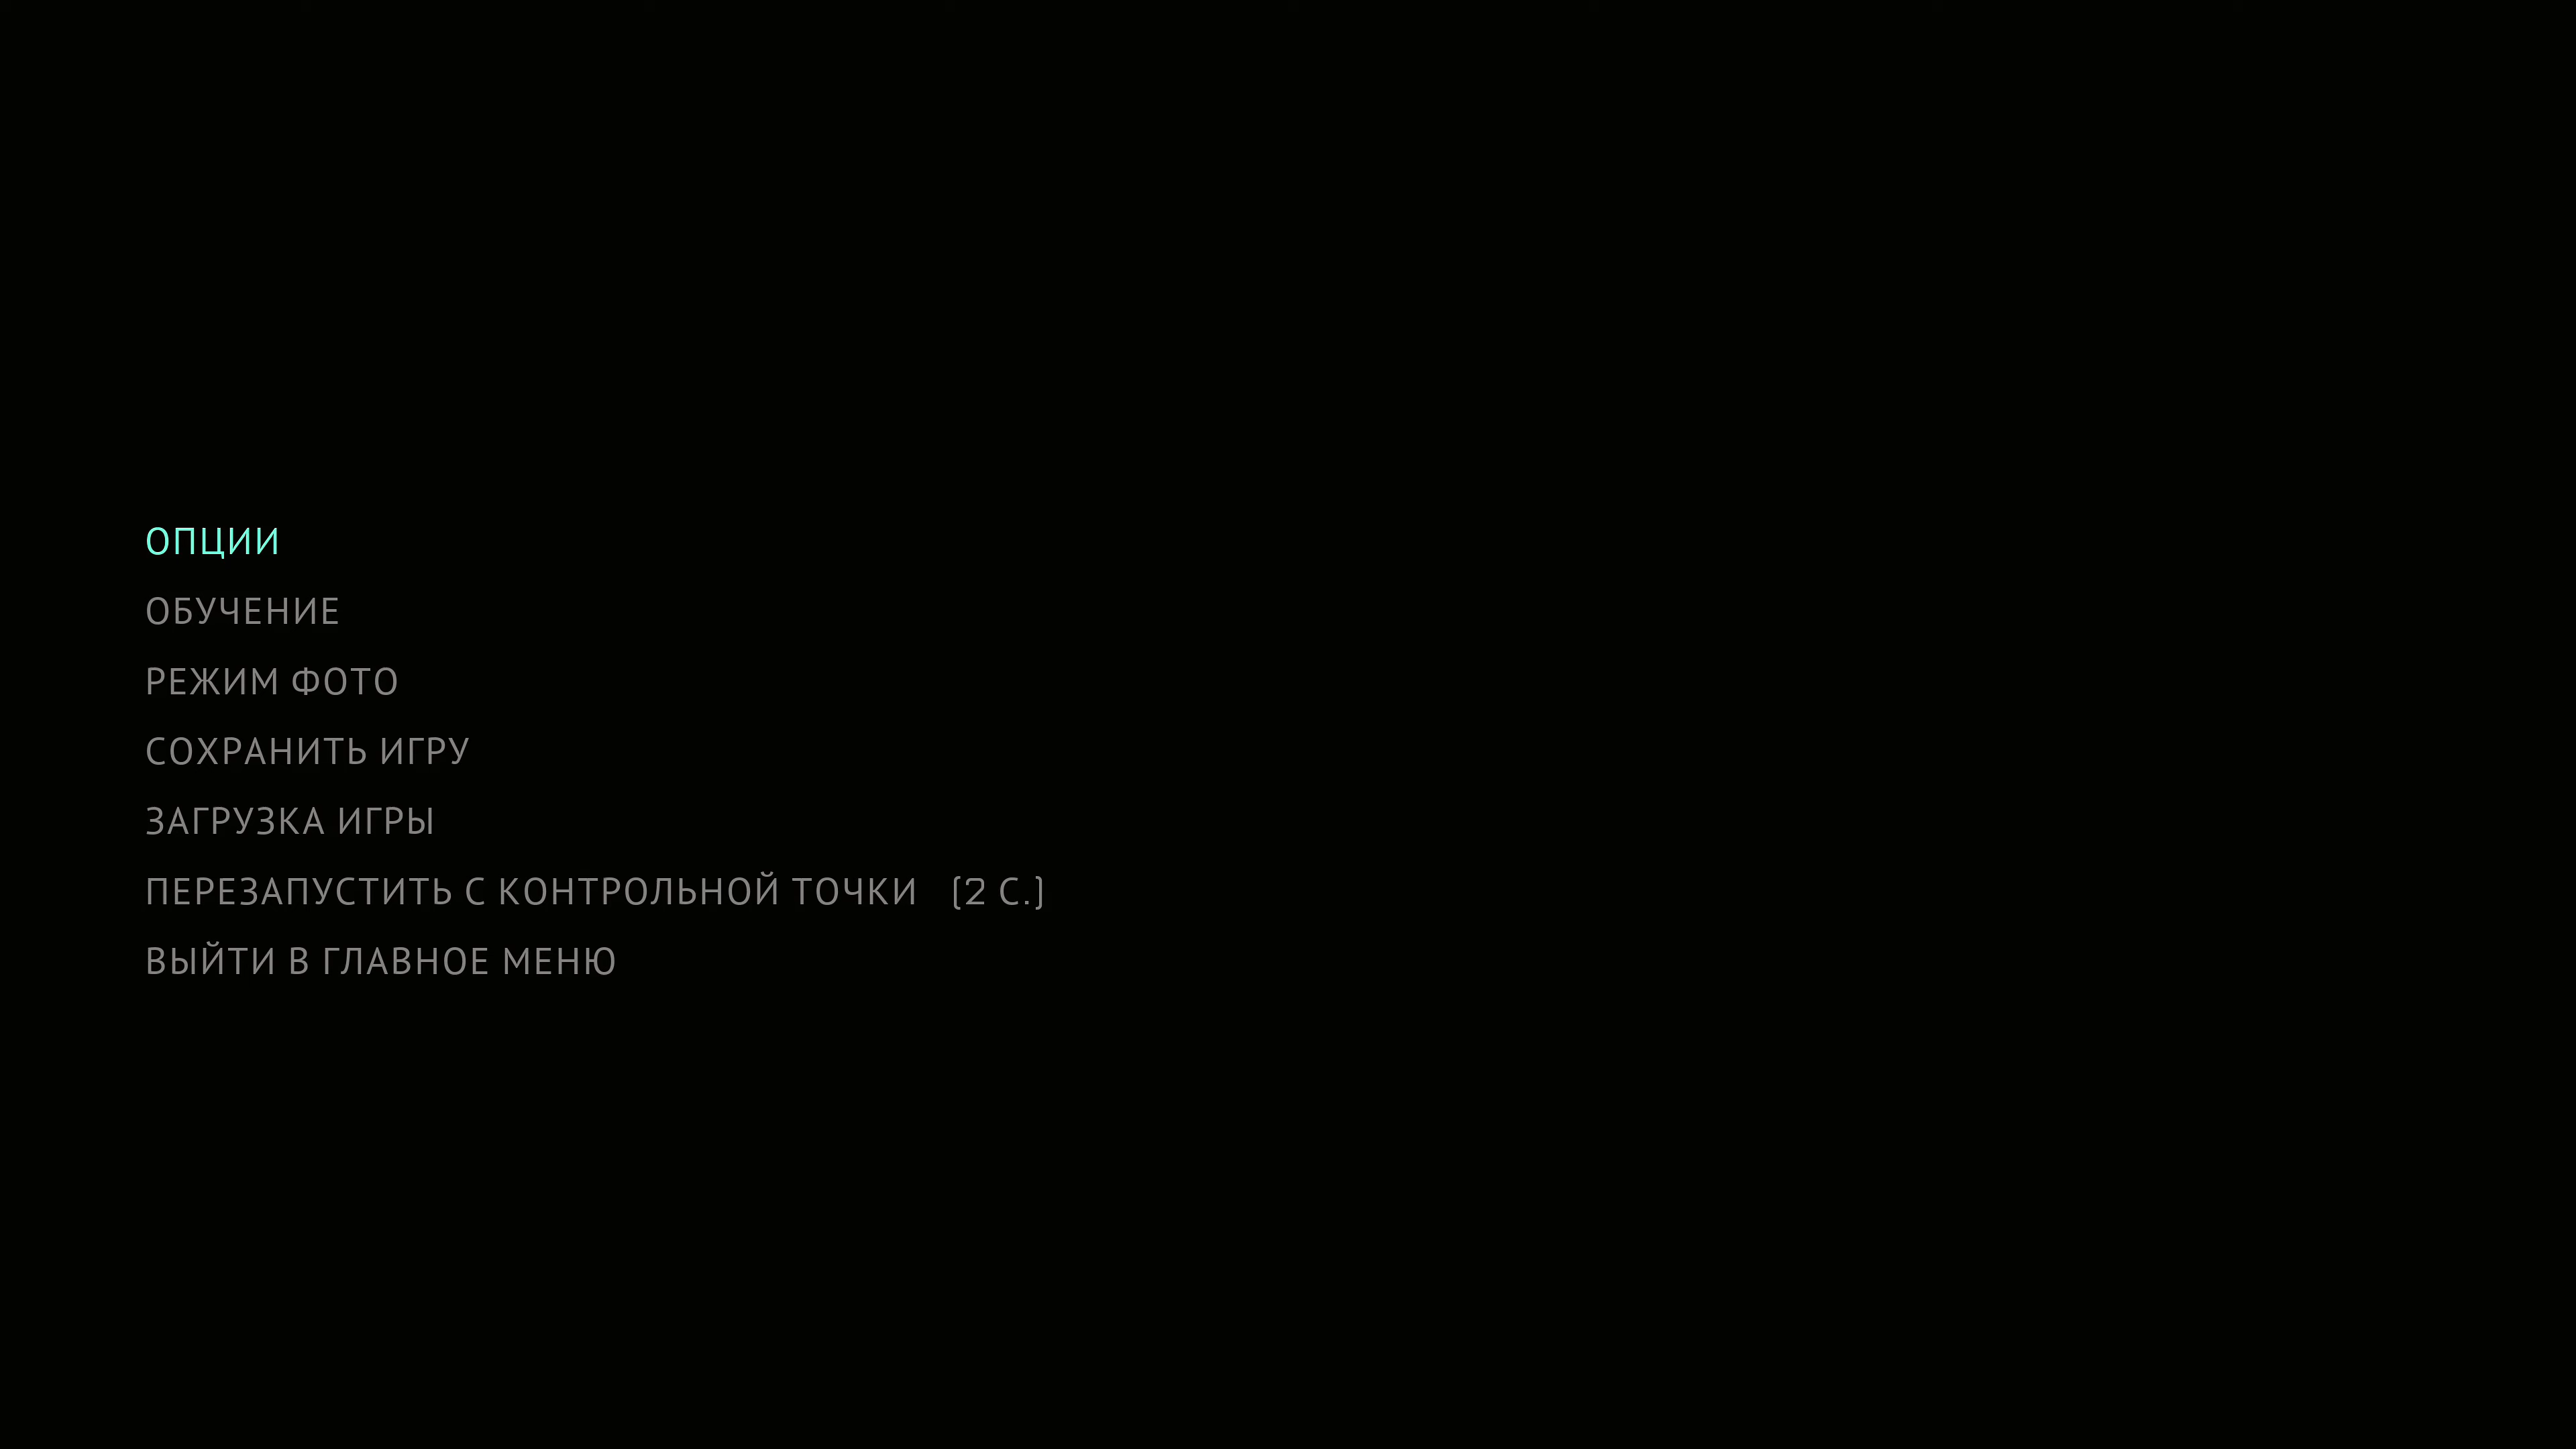 ОПЦИИ
ОБУЧЕНИЕ
РЕЖИМ ФОТО
СОХРАНИТЬ ИГРУ
ЗАГРУЗКА ИГРЫ
ПЕРЕЗАПУСТИТЬ С КОНТРОЛЬНОЙ ТОЧКИ (2 С.)
ВЫЙТИ В ГЛАВНОЕ МЕНЮ